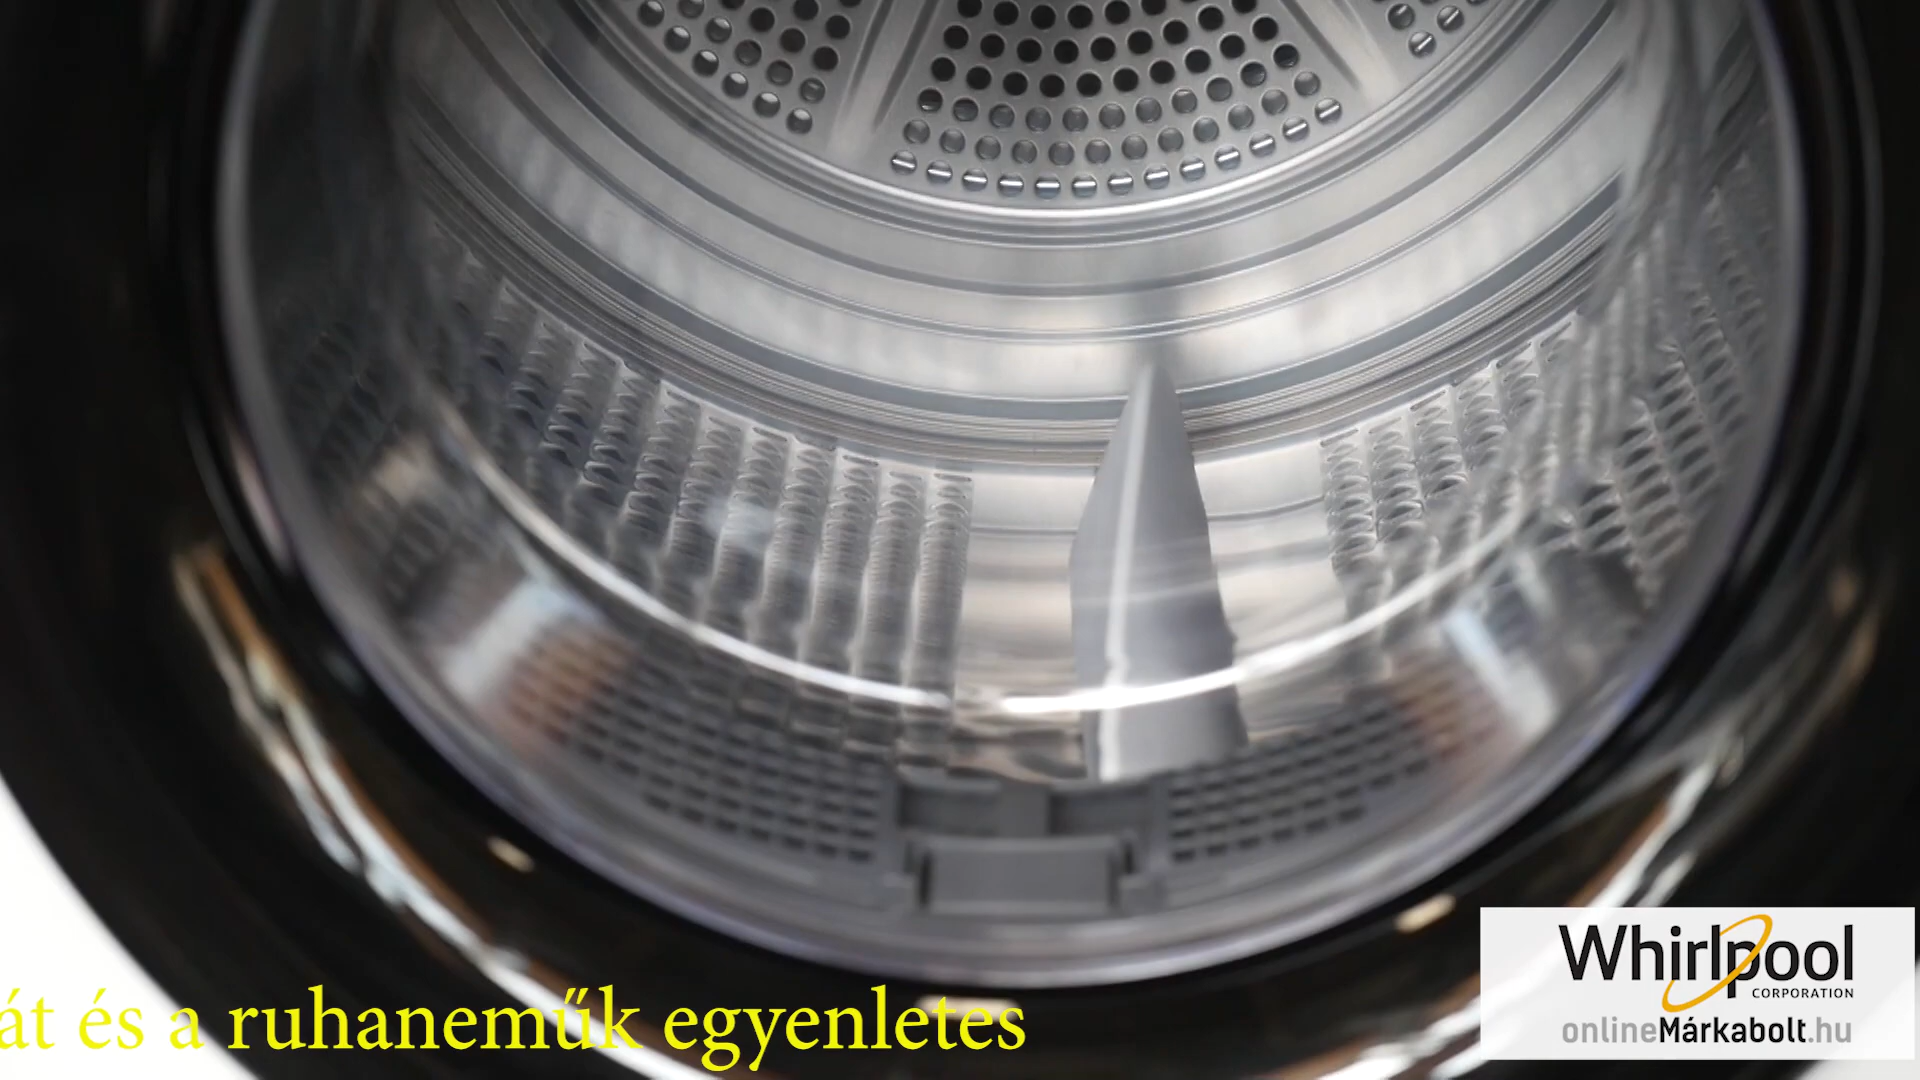 át és a ruhaneműk egyenletes
Whirlpool
CORPORATION
onlineMárkabolt.hu